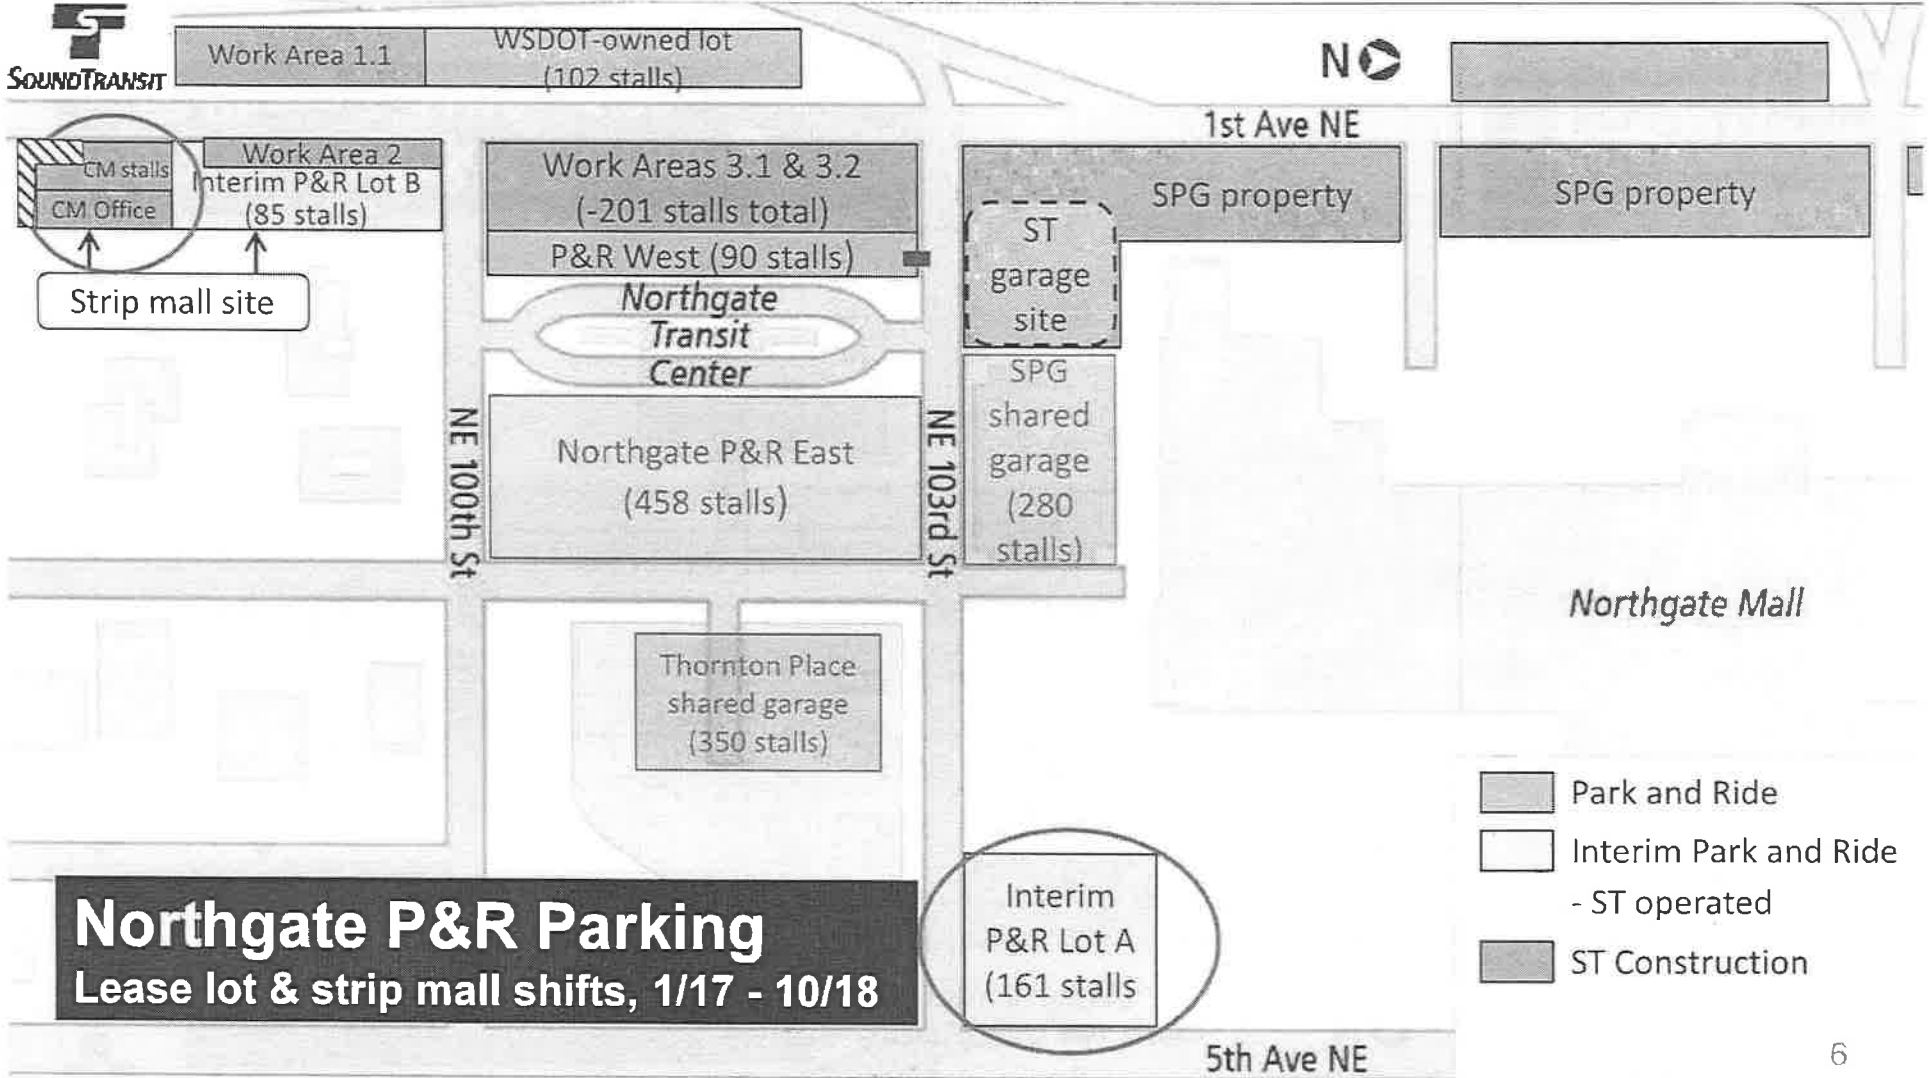 SOUNDTRANSIT
Work Area 1.1
WSDOT-owned lot
(102 stalls)
N
1st Ave NE
CM stalls
CM Office
Work Area 2
Interim P&R Lot B
(85 stalls)
Strip mall site
Work Areas 3.1 & 3.2
(-201 stalls total)
P&R West (90 stalls)
Northgate
Transit
Center
SPG property
SPG property
ST
garage
site
SPG
shared
garage
(280
stalls)
NE 100th St
Northgate P&R East
(458 stalls)
NE 103rd St
Northgate Mall
Thornton Place
shared garage
(350 stalls)
Park and Ride
Interim Park and Ride
- ST operated
ST Construction
Northgate P&R Parking
Lease lot & strip mall shifts, 1/17 - 10/18
Interim
P&R Lot A
(161 stalls
5th Ave NE
6